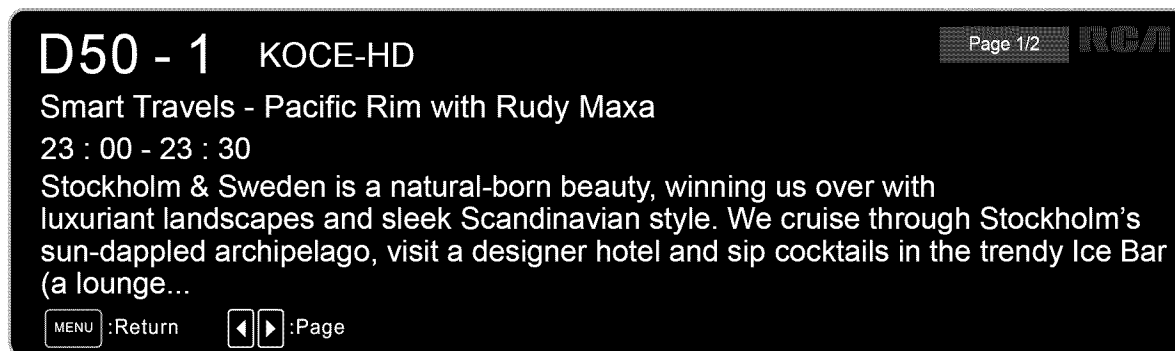 D50 - 1 KOCE-HD Page 1/2 RCA
Smart Travels - Pacific Rim with Rudy Maxa
23 : 00 - 23 : 30
Stockholm & Sweden is a natural-born beauty, winning us over with
luxuriant landscapes and sleek Scandinavian style. We cruise through Stockholm's
sun-dappled archipelago, visit a designer hotel and sip cocktails in the trendy Ice Bar
(a lounge...
MENU :Return :Page